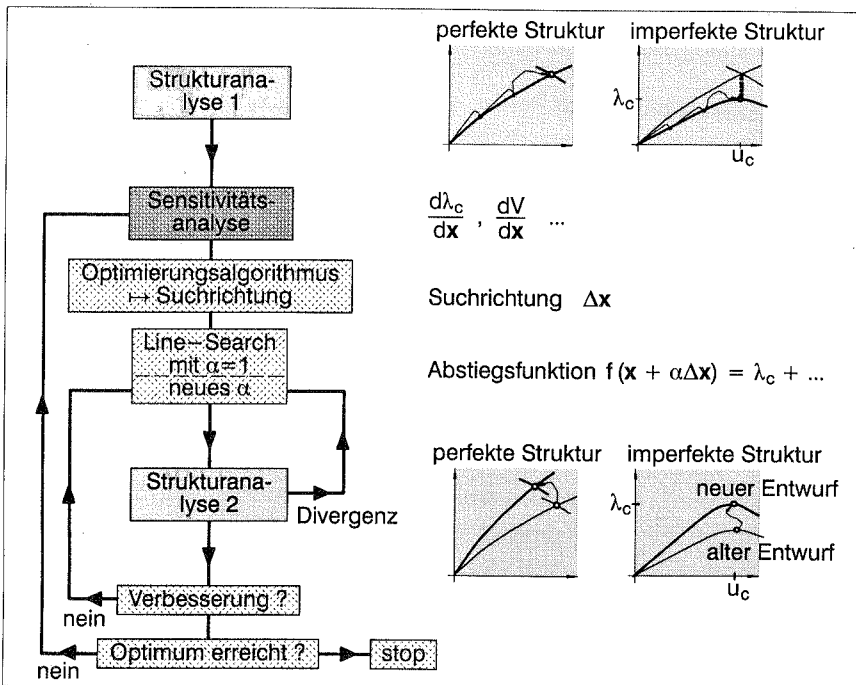 perfekte Struktur
imperfekte Struktur
Strukturana-
lyse 1
λc
uc
Sensitivitäts-
analyse
dλc
dx
, dV
dx
...
Optimierungsalgorithmus
↦ Suchrichtung
Suchrichtung Δx
Line-Search
mit α=1
neues α
Abstiegsfunktion f(x + αΔx) = λc + ...
perfekte Struktur
imperfekte Struktur
Strukturana-
lyse 2
Divergenz
λc
neuer Entwurf
alter Entwurf
uc
Verbesserung ?
nein
Optimum erreicht ?
stop
nein